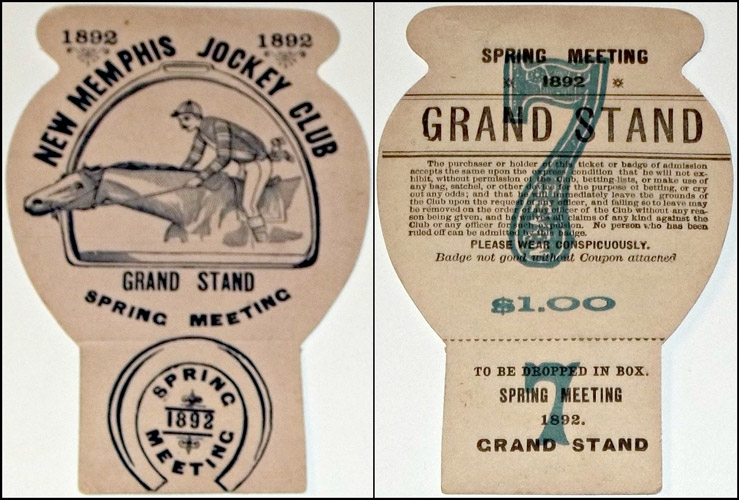 1892 1892
NEW MEMPHIS JOCKEY CLUB
GRAND STAND
SPRING MEETING
SPRING
1892
MEETING
SPRING MEETING
1892
7
GRAND STAND
The purchaser or holder of this ticket or badge of admission
accepts the same upon the express condition that he will not ex-
hibit, without permission of the Club, betting-lists, or make use of
any bag, satchel, or other device for the purpose of betting, or cry
out any odds; and that he will immediately leave the grounds of
the Club upon the request of any officer, and failing so to leave may
be removed on the order of any officer of the Club without any rea-
son being given, and he waives all claims of any kind against the
Club or any officer for such expulsion. No person who has been
ruled off can be admitted by this badge.
PLEASE WEAR CONSPICUOUSLY.
Badge not good without Coupon attached
$1.00
TO BE DROPPED IN BOX.
7
SPRING MEETING
1892.
GRAND STAND